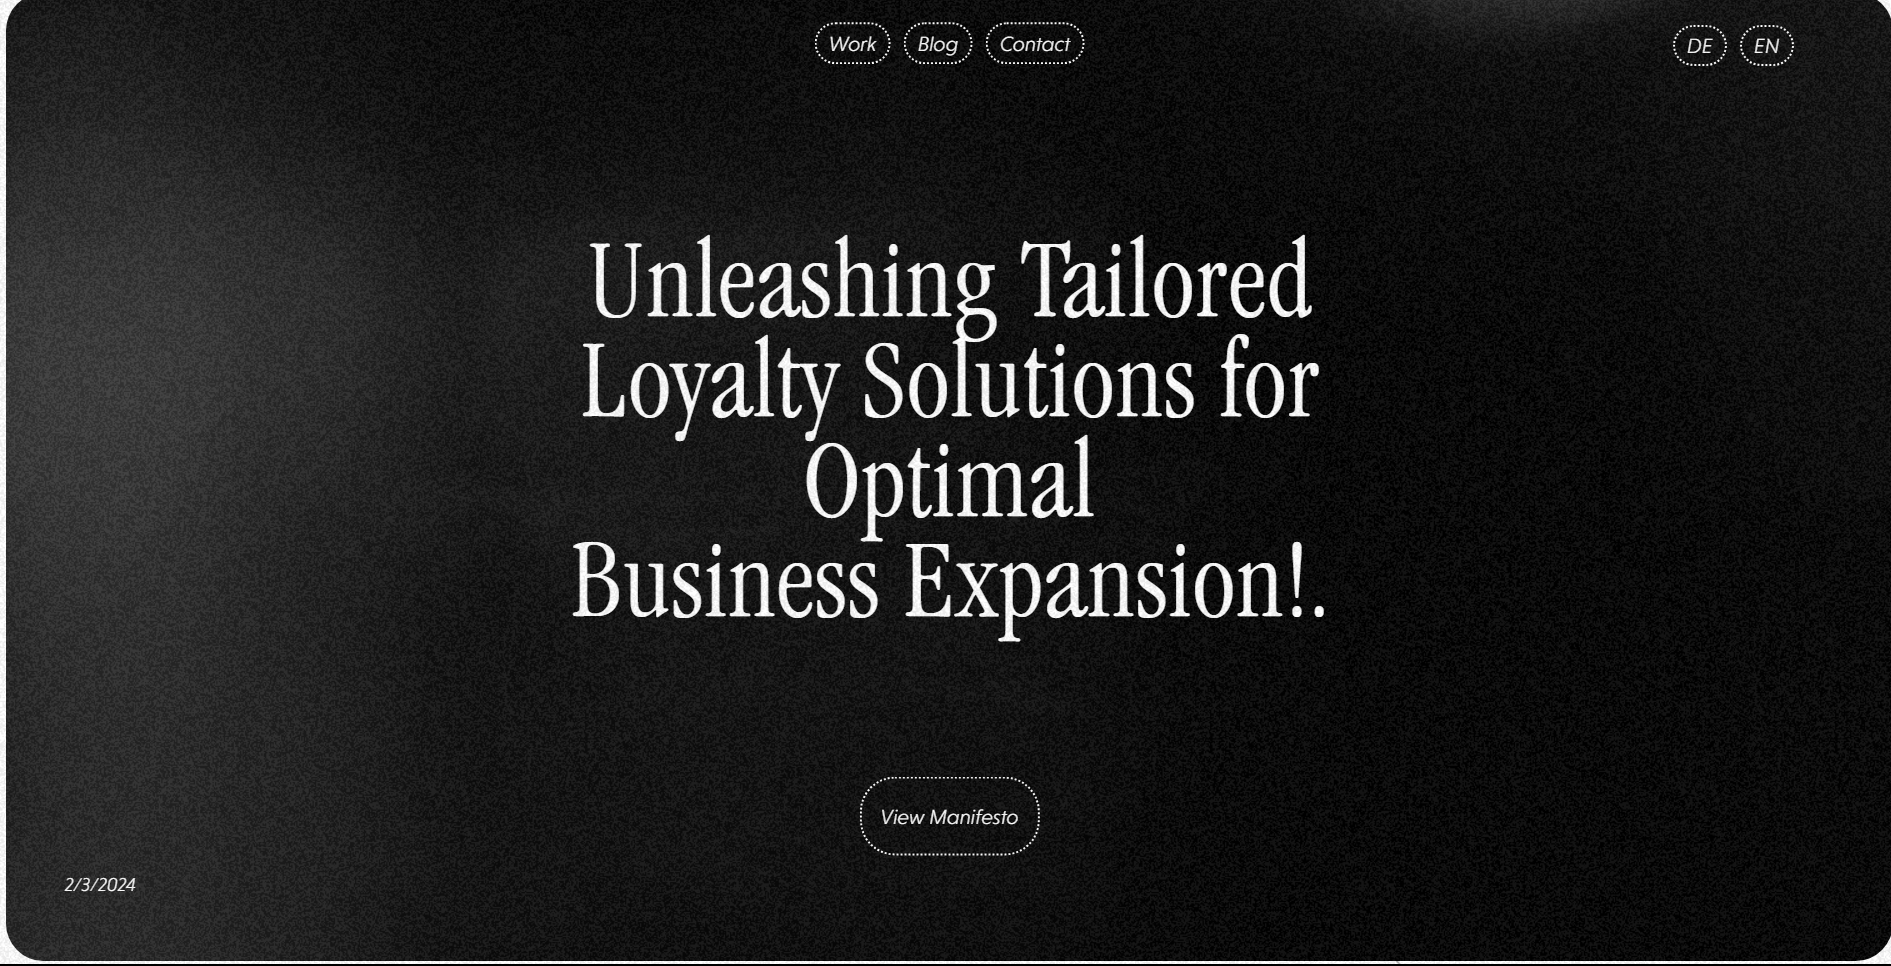 Work Blog Contact DE EN
Unleashing Tailored
Loyalty Solutions for
Optimal
Business Expansion!.
View Manifesto
2/3/2024